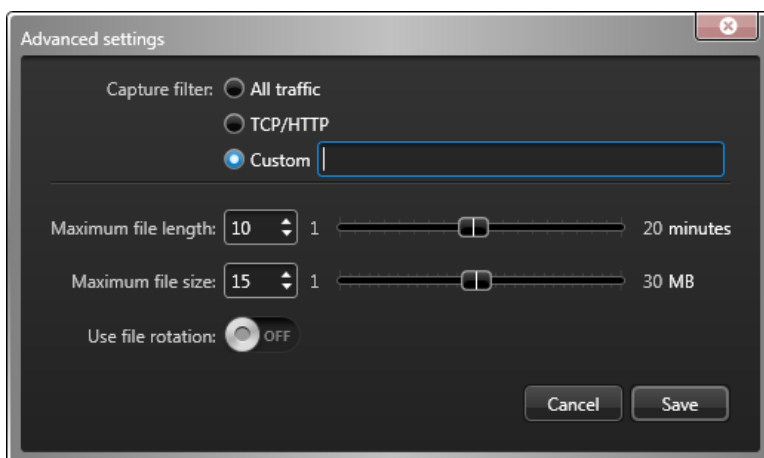 Advanced settings
Capture filter: All traffic
TCP/HTTP
Custom
Maximum file length: 10 1 20 minutes
Maximum file size: 15 1 30 MB
Use file rotation: OFF
Cancel Save